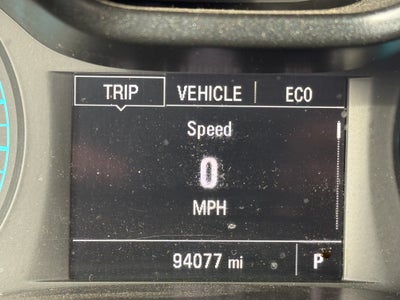 TRIP VEHICLE ECO
Speed
0
MPH
94077 mi P